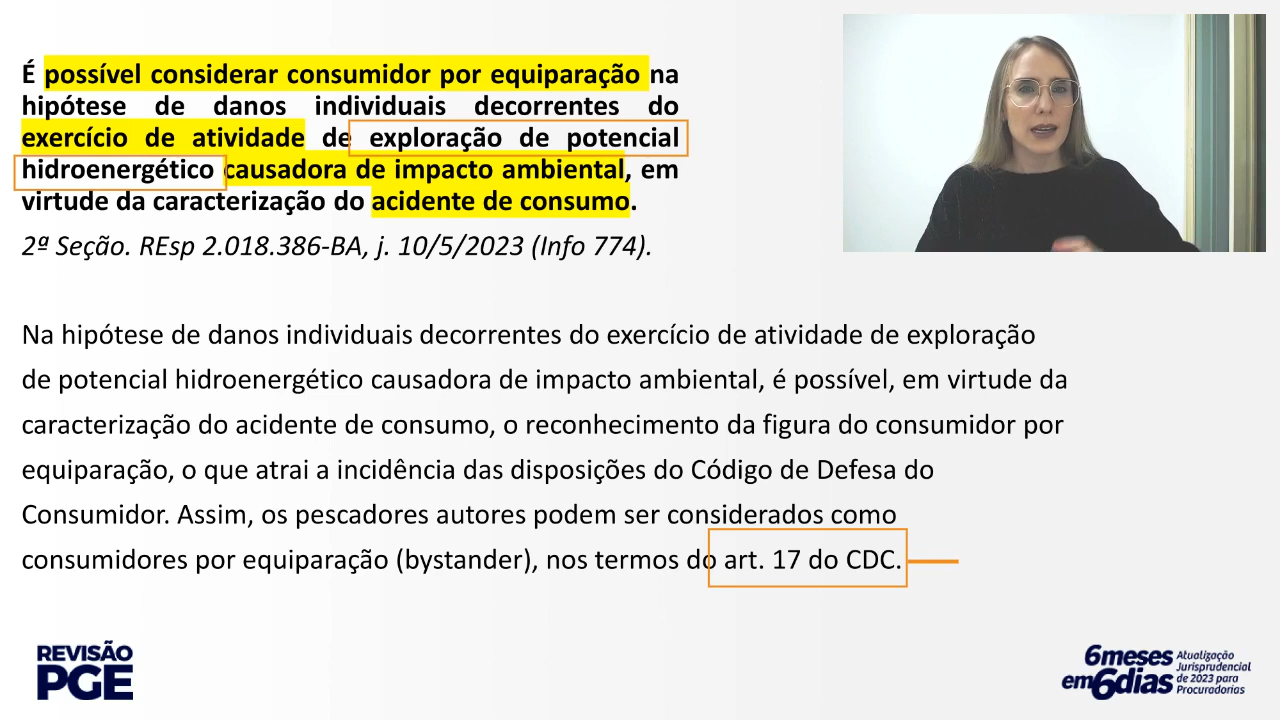 É possível considerar consumidor por equiparação na
hipótese de danos individuais decorrentes do
exercício de atividade de exploração de potencial
hidroenergético causadora de impacto ambiental, em
virtude da caracterização do acidente de consumo.
2ª Seção. REsp 2.018.386-BA, j. 10/5/2023 (Info 774).
Na hipótese de danos individuais decorrentes do exercício de atividade de exploração
de potencial hidroenergético causadora de impacto ambiental, é possível, em virtude da
caracterização do acidente de consumo, o reconhecimento da figura do consumidor por
equiparação, o que atrai a incidência das disposições do Código de Defesa do
Consumidor. Assim, os pescadores autores podem ser considerados como
consumidores por equiparação (bystander), nos termos do art. 17 do CDC.
REVISÃO
PGE
6meses
em6dias
Atualização
Jurisprudencial
de 2023 para
Procuradorias